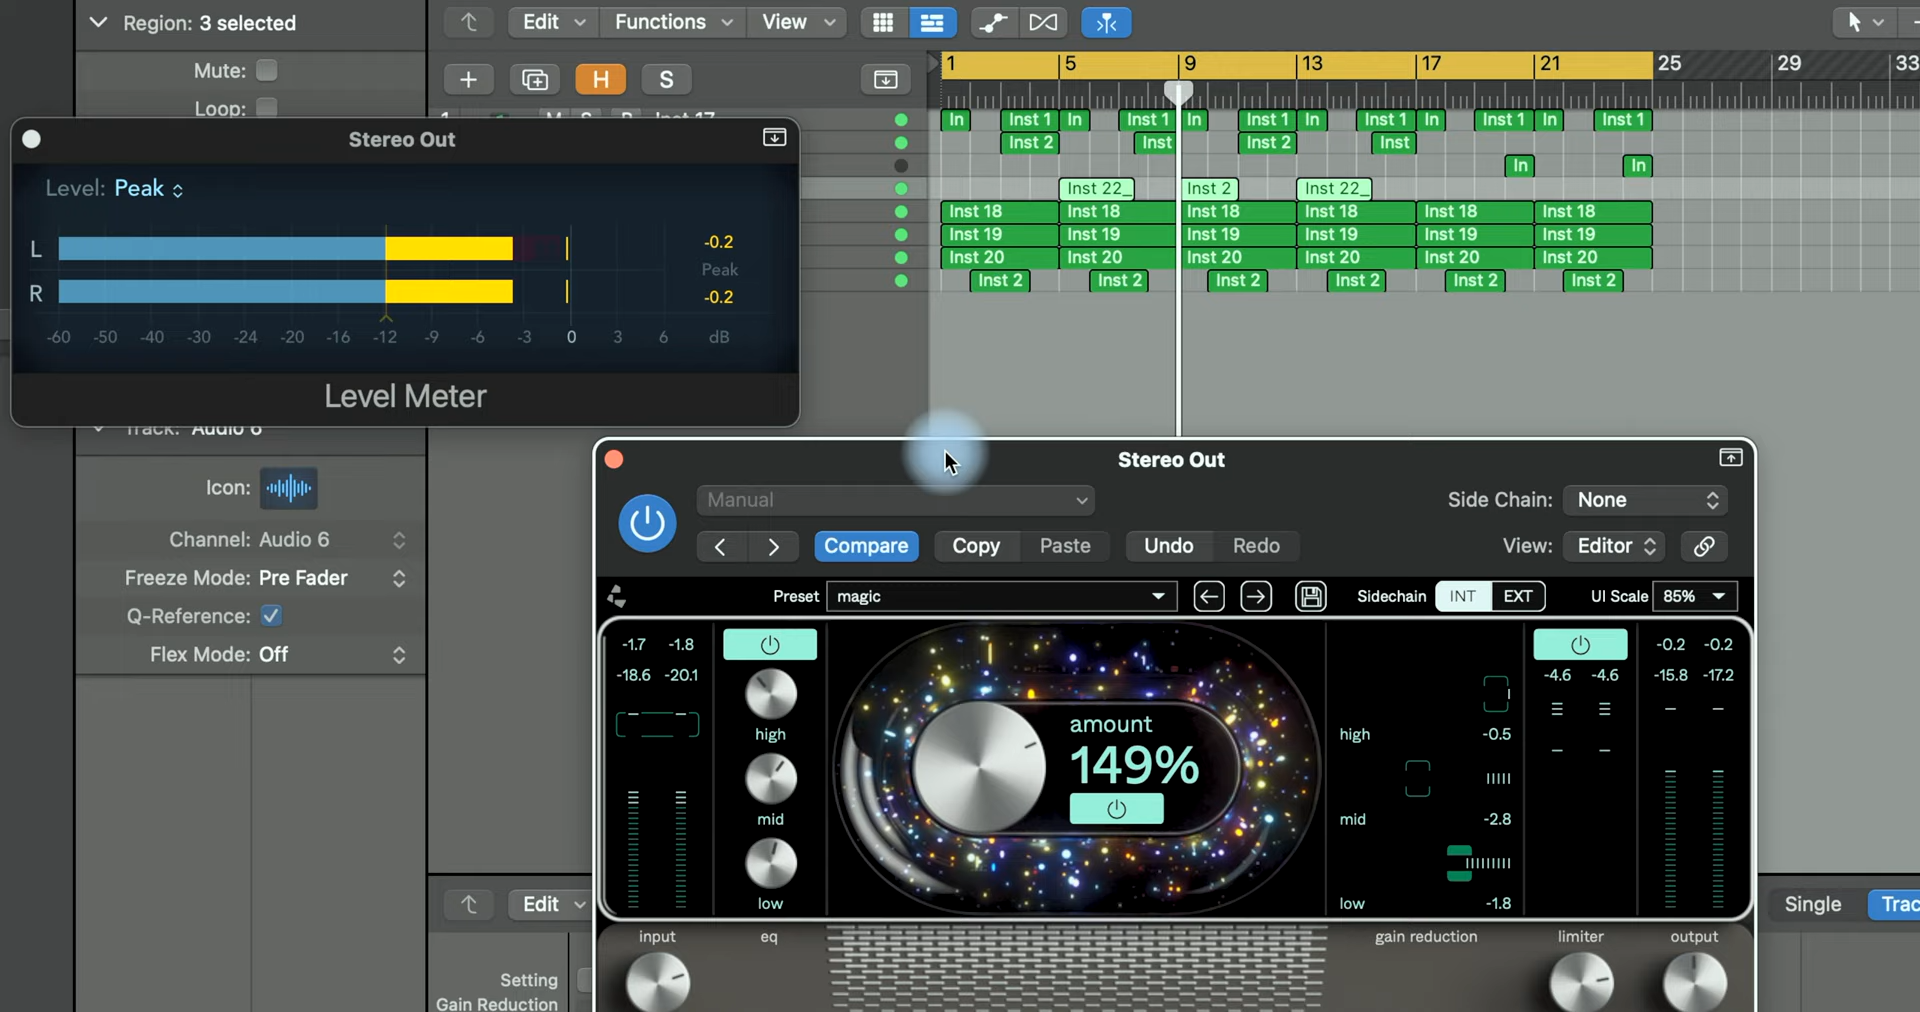 Region: 3 selected
Edit Functions View
Mute:
Loop:
H S
1 5 9 13 17 21 25 29 33
In Inst 1 In Inst 1 In Inst 1 In Inst 1 In Inst 1 In Inst 1
Inst 2 Inst Inst 2 Inst
In In
Inst 22_ Inst 2 Inst 22_
Inst 18 Inst 18 Inst 18 Inst 18 Inst 18 Inst 18
Inst 19 Inst 19 Inst 19 Inst 19 Inst 19 Inst 19
Inst 20 Inst 20 Inst 20 Inst 20 Inst 20 Inst 20
Inst 2 Inst 2 Inst 2 Inst 2 Inst 2 Inst 2
Stereo Out
Level: Peak
L -0.2
Peak
R -0.2
-60 -50 -40 -30 -24 -20 -16 -12 -9 -6 -3 0 3 6 dB
Level Meter
Track: Audio 6
Icon:
Channel: Audio 6
Freeze Mode: Pre Fader
Q-Reference:
Flex Mode: Off
Stereo Out
Manual Side Chain: None
Compare Copy Paste Undo Redo View: Editor
Preset magic Sidechain INT EXT UI Scale 85%
-1.7 -1.8 -0.2 -0.2
-18.6 -20.1 -4.6 -4.6 -15.8 -17.2
amount
149%
high high -0.5
mid mid -2.8
low low -1.8
input eq gain reduction limiter output
Edit Single Trac
Setting
Gain Reduction